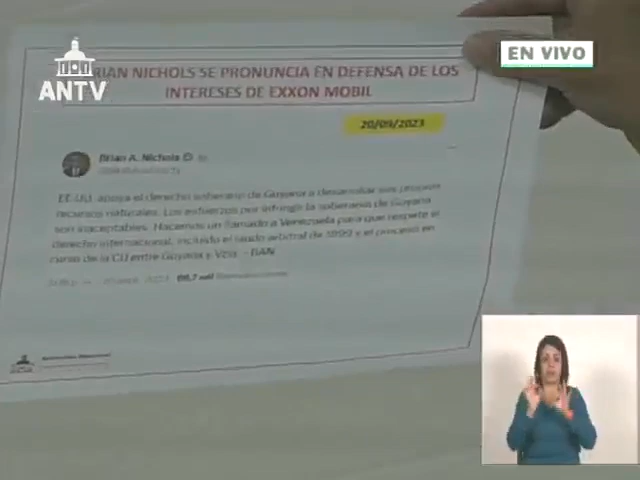 EN VIVO
ANTV
BRIAN NICHOLS SE PRONUNCIA EN DEFENSA DE LOS
INTERESES DE EXXON MOBIL
20/09/2023
Brian A. Nichols
EE.UU. apoya el derecho soberano de Guyana a desarrollar sus propios
recursos naturales. Los esfuerzos por infringir la soberanía de Guyana
son inaceptables. Hacemos un llamado a Venezuela para que respete el
derecho internacional, incluido el laudo arbitral de 1899 y el proceso en
curso de la CIJ entre Guyana y Vzla. - BAN